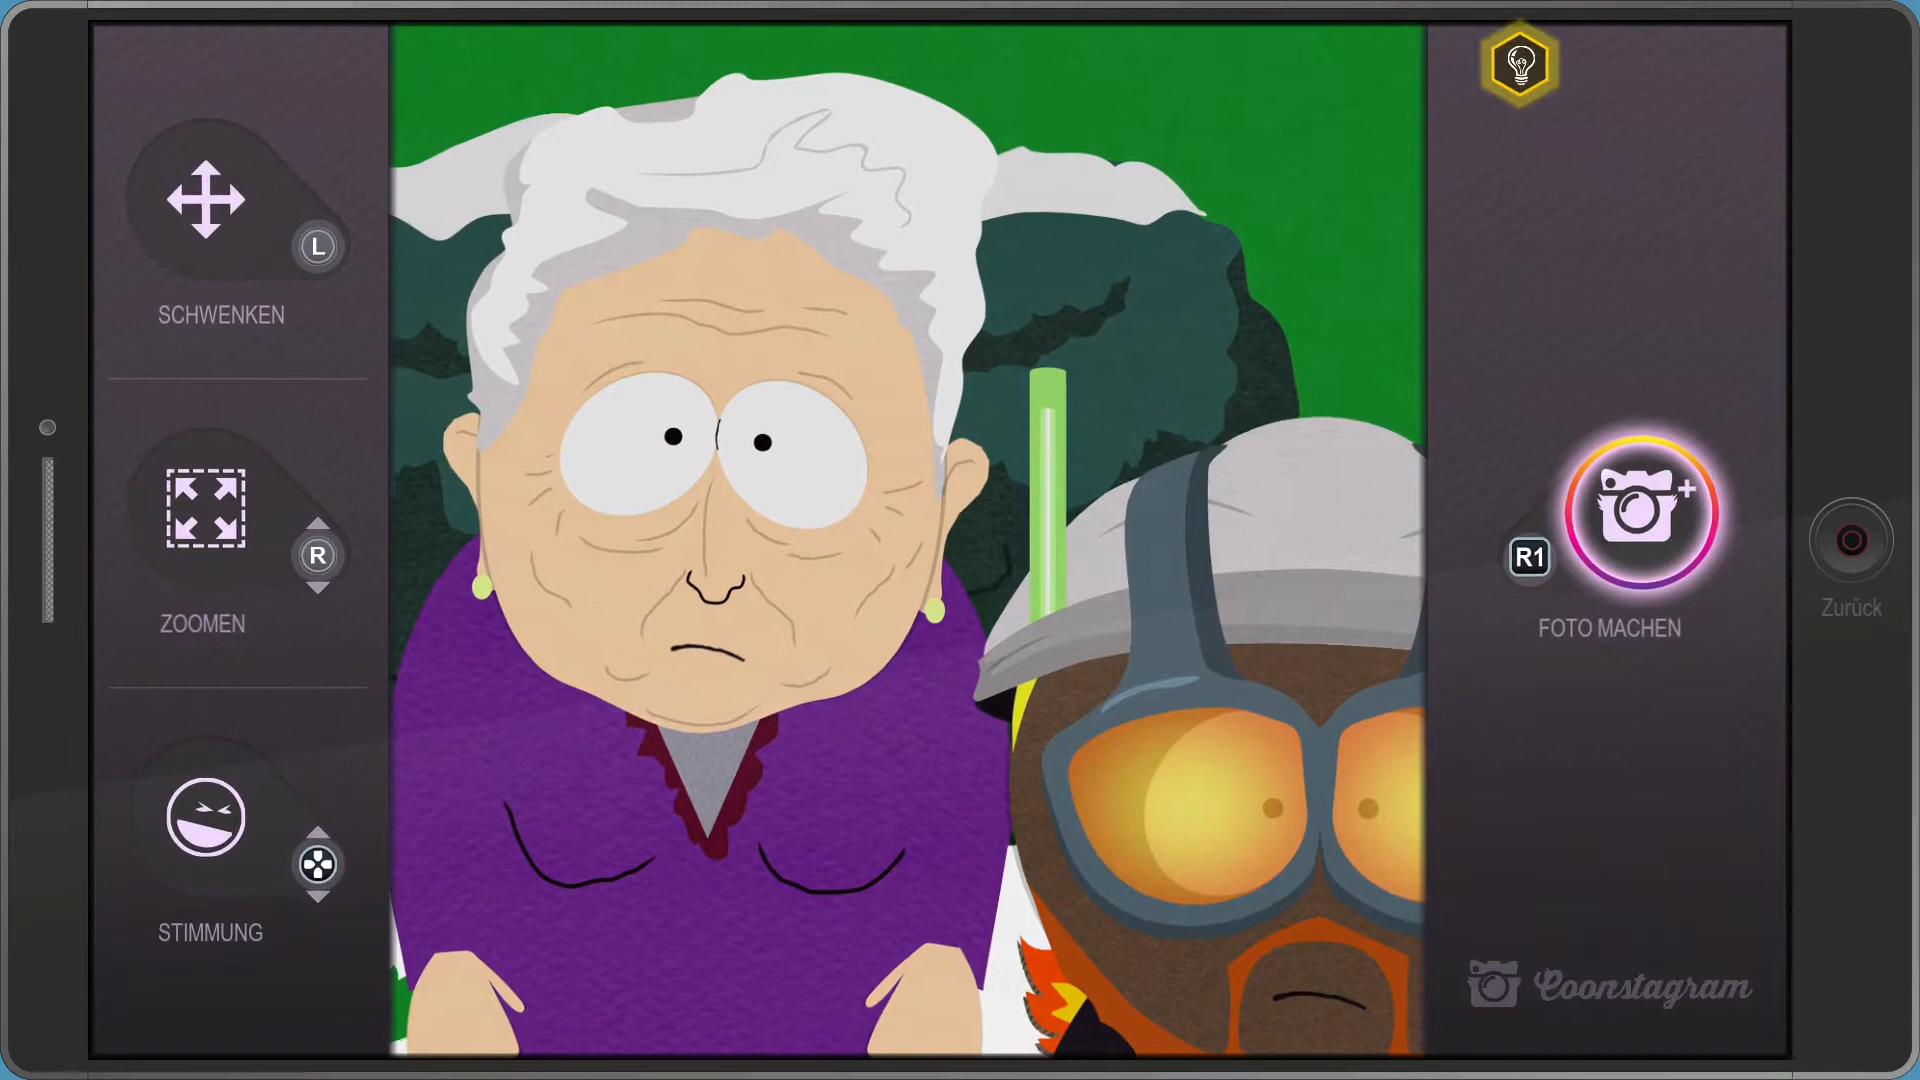 L
SCHWENKEN
R
ZOOMEN
STIMMUNG
R1
FOTO MACHEN
Zurück
Coonstagram